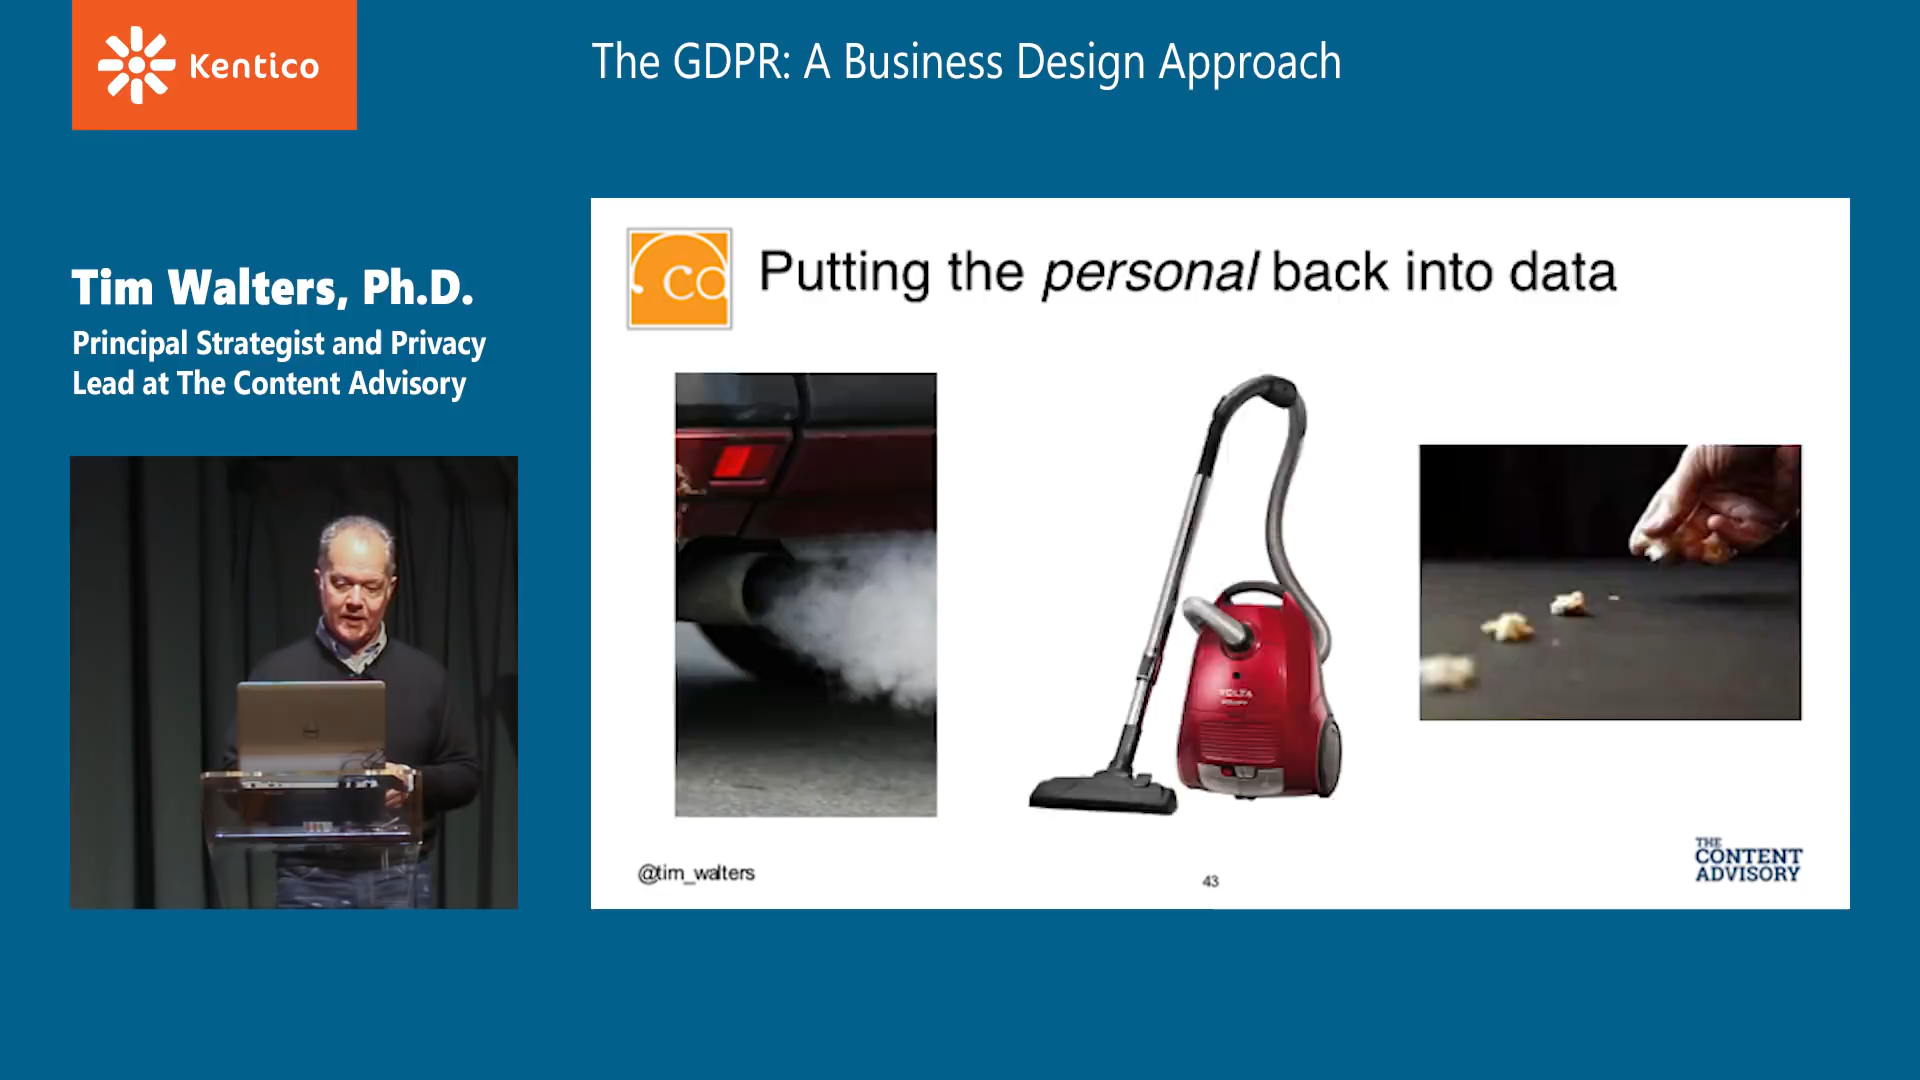 Kentico
The GDPR: A Business Design Approach
Tim Walters, Ph.D.
Principal Strategist and Privacy
Lead at The Content Advisory
Putting the personal back into data
VOLTA
@tim_walters
43
THE
CONTENT
ADVISORY